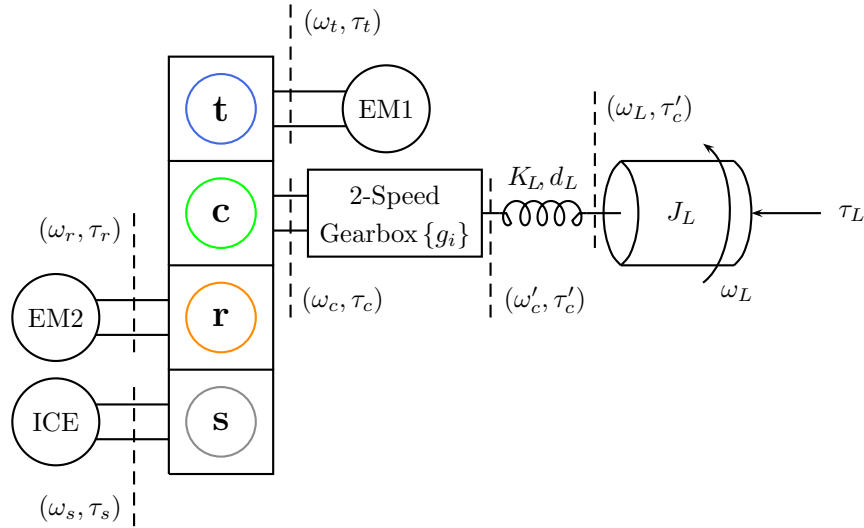 (ω_t, τ_t)
t
EM1
(ω_L, τ'_c)
K_L, d_L
c
2-Speed
Gearbox {g_i}
J_L
τ_L
(ω_r, τ_r)
ω_L
(ω_c, τ_c)
(ω'_c, τ'_c)
EM2
r
ICE
s
(ω_s, τ_s)